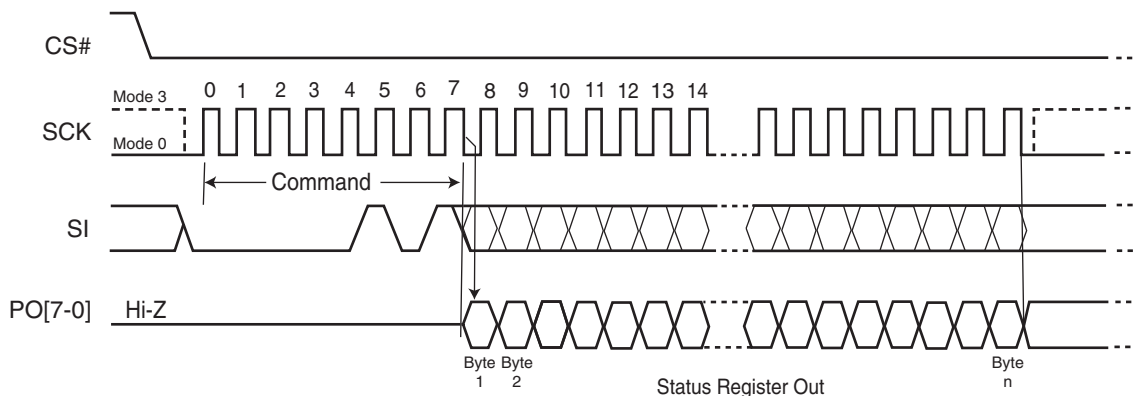 CS#
Mode 3
SCK
Mode 0
0 1 2 3 4 5 6 7 8 9 10 11 12 13 14
Command
SI
PO[7-0]
Hi-Z
Byte 1
Byte 2
Byte n
Status Register Out